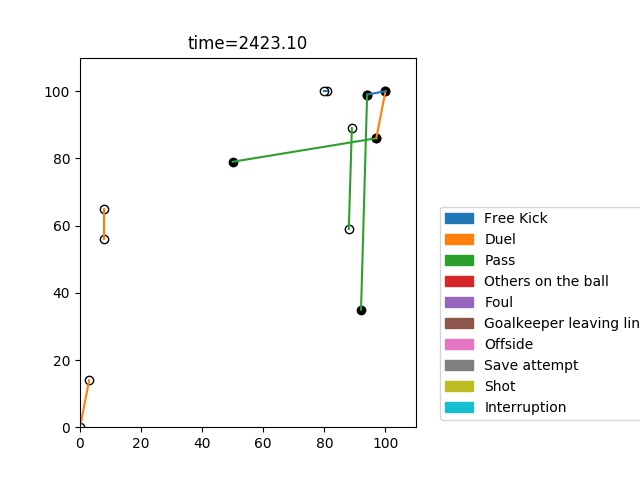 time=2423.10
100
80
60
40
20
0
0 20 40 60 80 100
Free Kick
Duel
Pass
Others on the ball
Foul
Goalkeeper leaving lin
Offside
Save attempt
Shot
Interruption